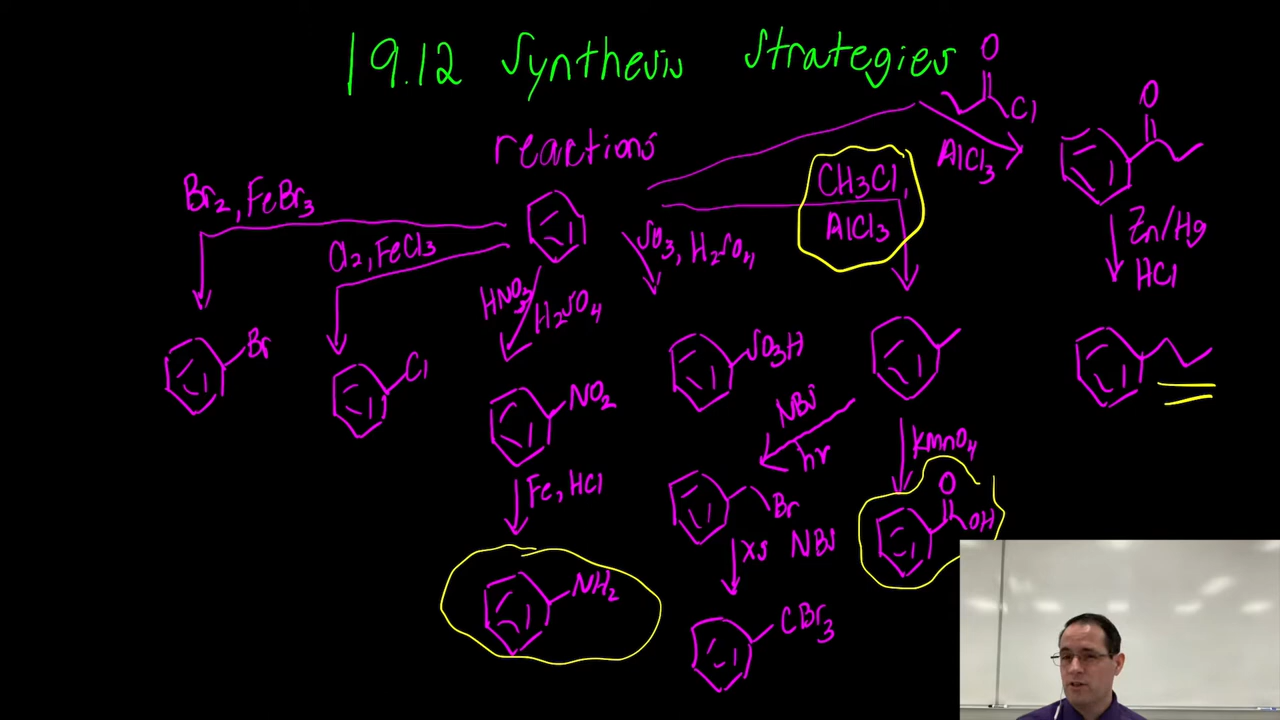 19.12 Synthesis Strategies
O
Cl
AlCl3
O
reactions
CH3Cl,
AlCl3
Br2, FeBr3
Cl2, FeCl3
HNO3
H2SO4
SO3, H2SO4
Zn/Hg
HCl
Br
Cl
NO2
SO3H
NBS
hr
KmnO4
Fe, HCl
Br
O
OH
xs NBS
NH2
CBr3